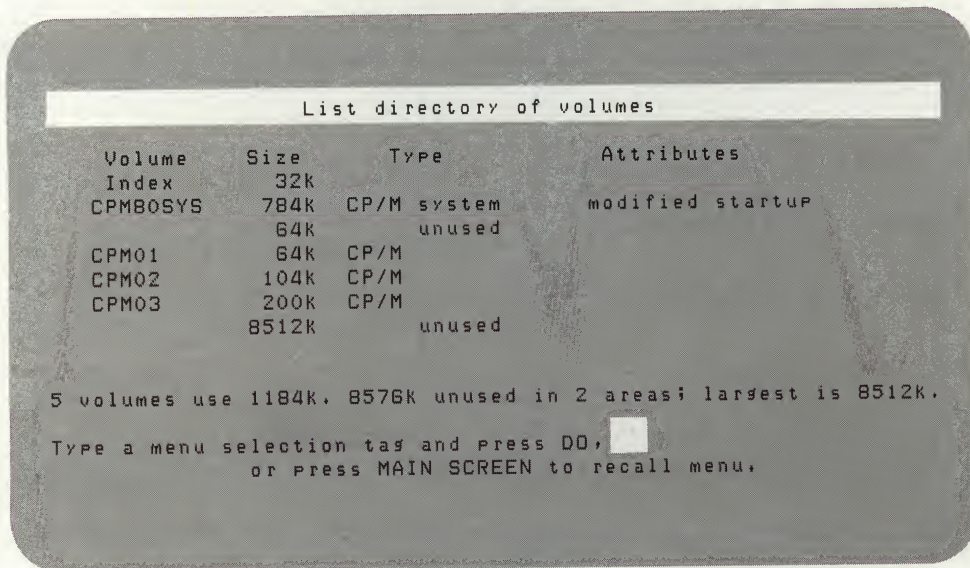 List directory of volumes
Volume Size Type Attributes
Index 32K
CPM80SYS 784K CP/M system modified startup
64K unused
CPM01 64K CP/M
CPM02 104K CP/M
CPM03 200K CP/M
8512K unused
5 volumes use 1184K. 8576K unused in 2 areas; largest is 8512K.
Type a menu selection tag and press DO,
or press MAIN SCREEN to recall menu.